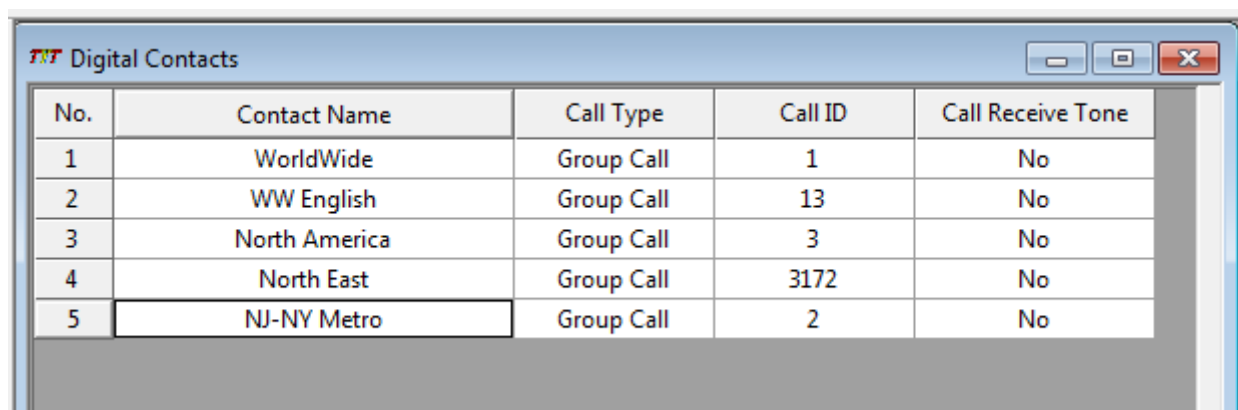 TYT Digital Contacts
No. Contact Name Call Type Call ID Call Receive Tone
1 WorldWide Group Call 1 No
2 WW English Group Call 13 No
3 North America Group Call 3 No
4 North East Group Call 3172 No
5 NJ-NY Metro Group Call 2 No